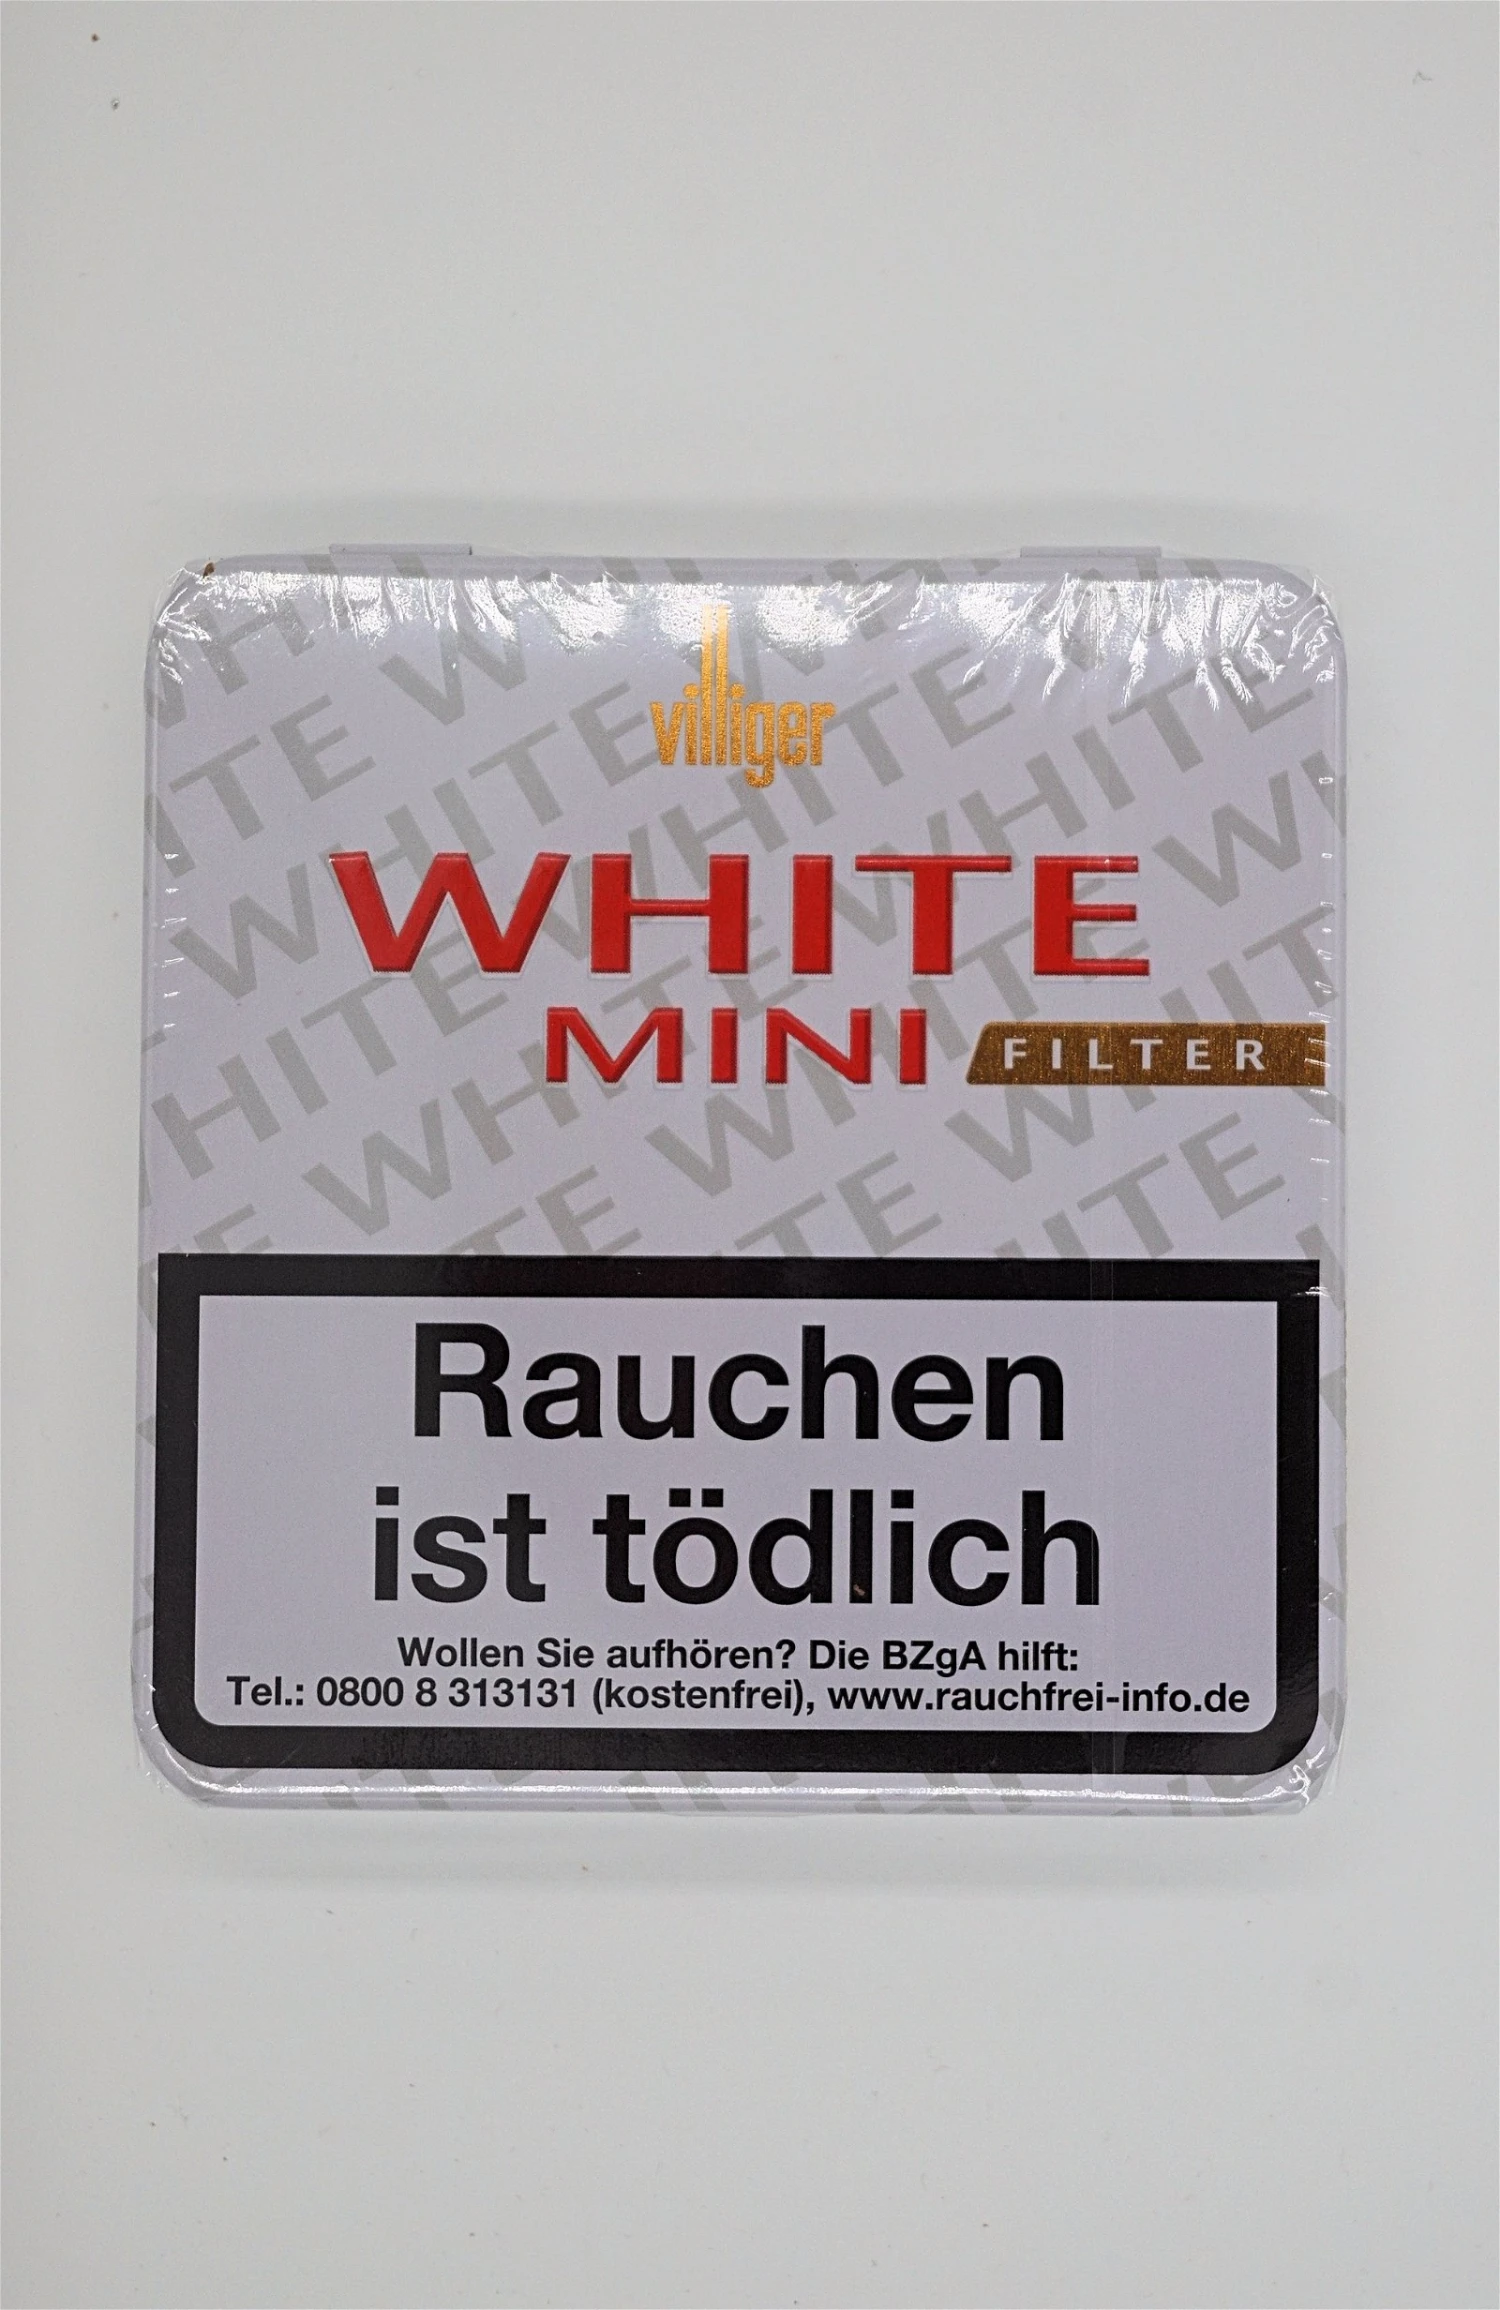 villiger
WHITE
MINI FILTER
Rauchen
ist tödlich
Wollen Sie aufhören? Die BZgA hilft:
Tel.: 0800 8 313131 (kostenfrei), www.rauchfrei-info.de